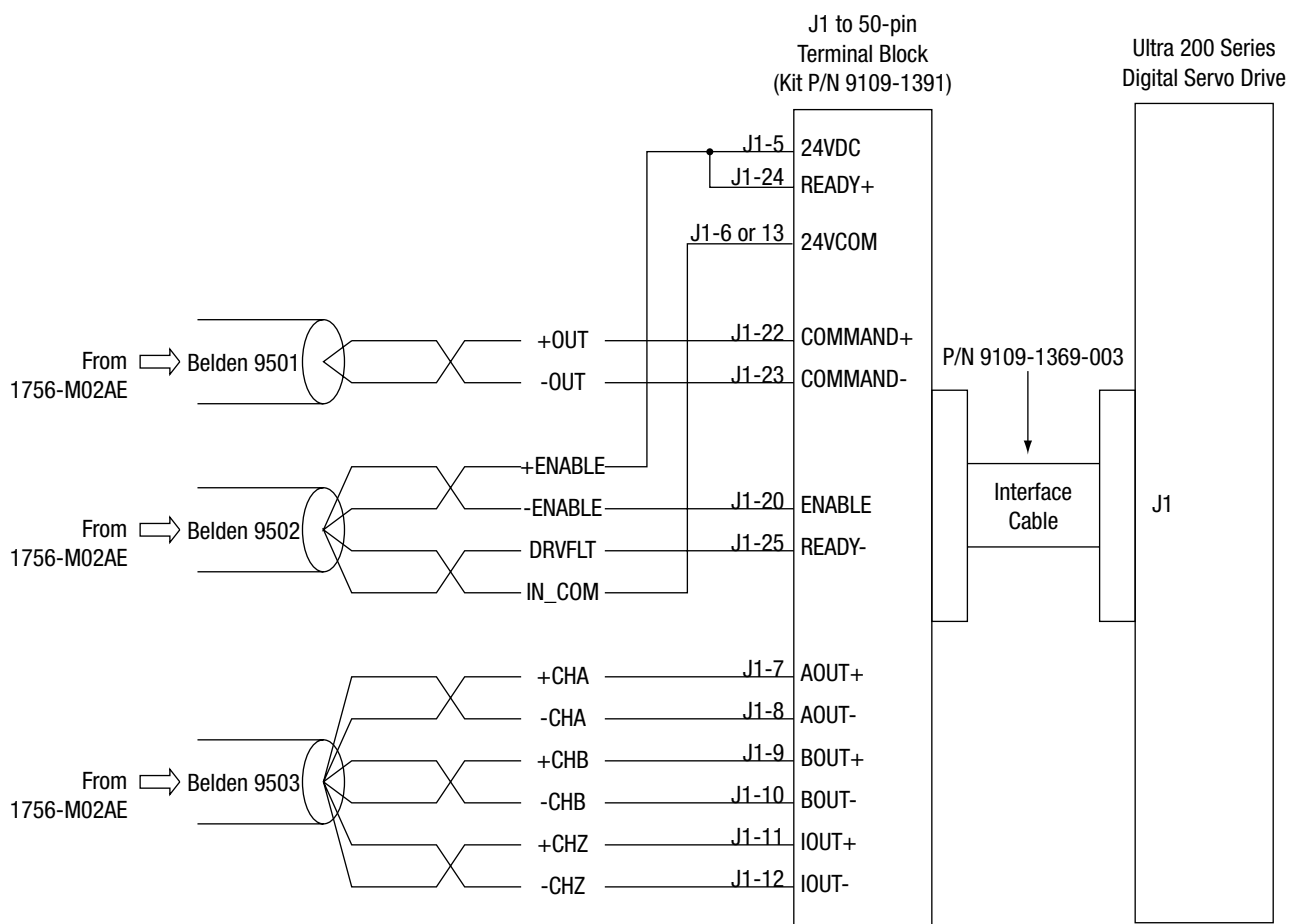 J1 to 50-pin
Terminal Block
(Kit P/N 9109-1391)
Ultra 200 Series
Digital Servo Drive
J1-5 24VDC
J1-24 READY+
J1-6 or 13 24VCOM
From
1756-M02AE
Belden 9501
+OUT J1-22 COMMAND+
-OUT J1-23 COMMAND-
P/N 9109-1369-003
From
1756-M02AE
Belden 9502
+ENABLE
-ENABLE J1-20 ENABLE
DRVFLT J1-25 READY-
IN_COM
Interface
Cable
J1
From
1756-M02AE
Belden 9503
+CHA J1-7 AOUT+
-CHA J1-8 AOUT-
+CHB J1-9 BOUT+
-CHB J1-10 BOUT-
+CHZ J1-11 IOUT+
-CHZ J1-12 IOUT-